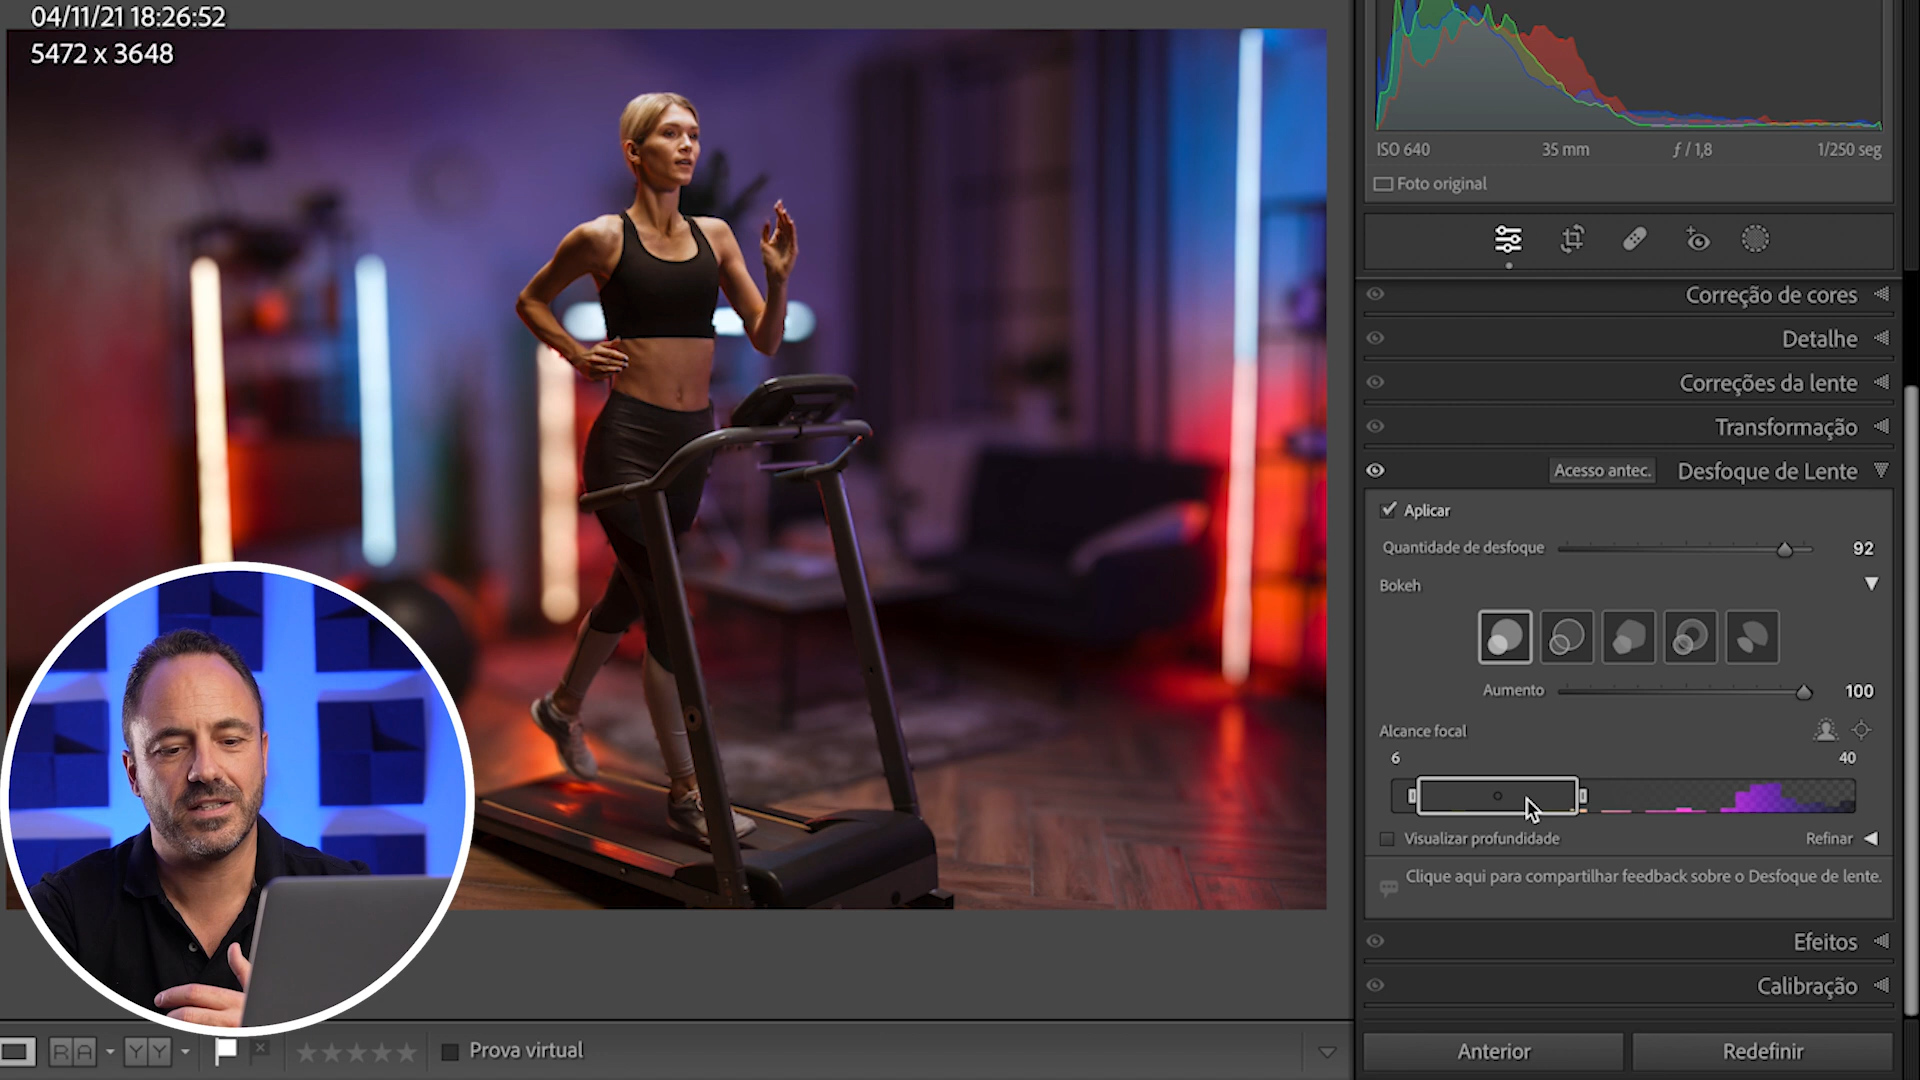 04/11/21 18:26:52
5472 x 3648
ISO 640 35 mm ƒ / 1,8 1/250 seg
Foto original
Correção de cores
Detalhe
Correções da lente
Transformação
Acesso antec. Desfoque de Lente
Aplicar
Quantidade de desfoque 92
Bokeh
Aumento 100
Alcance focal
6 40
Visualizar profundidade Refinar
Clique aqui para compartilhar feedback sobre o Desfoque de lente.
Efeitos
Calibração
R A Y Y Prova virtual Anterior Redefinir